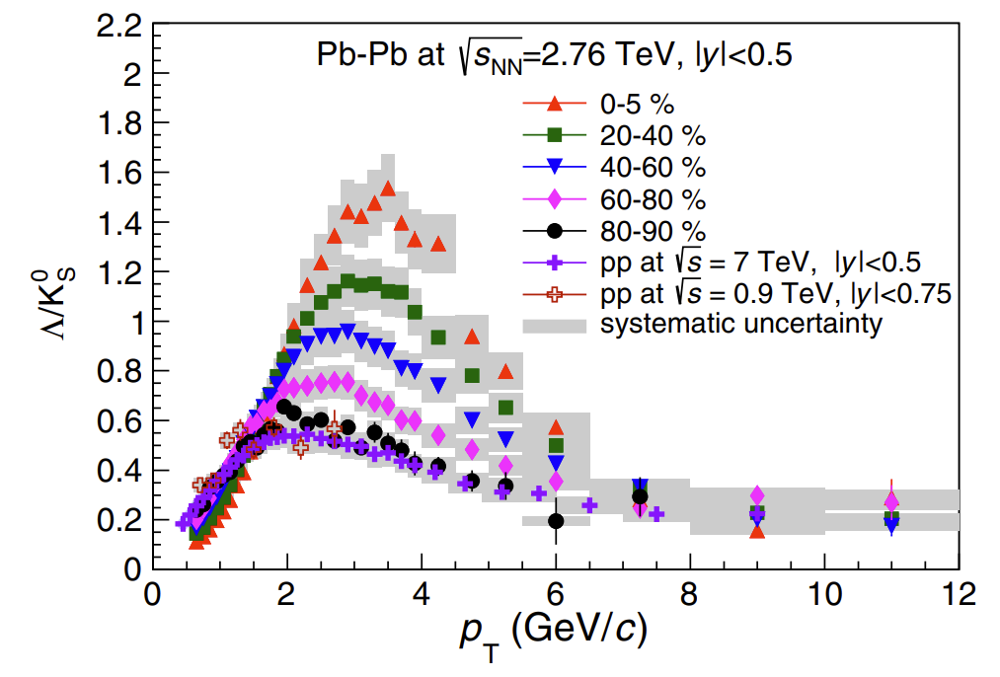 Pb-Pb at √sNN=2.76 TeV, |y|<0.5
0-5 %
20-40 %
40-60 %
60-80 %
80-90 %
pp at √s = 7 TeV, |y|<0.5
pp at √s = 0.9 TeV, |y|<0.75
systematic uncertainty
Λ/K⁰S
2.2
2
1.8
1.6
1.4
1.2
1
0.8
0.6
0.4
0.2
0
0 2 4 6 8 10 12
pT (GeV/c)